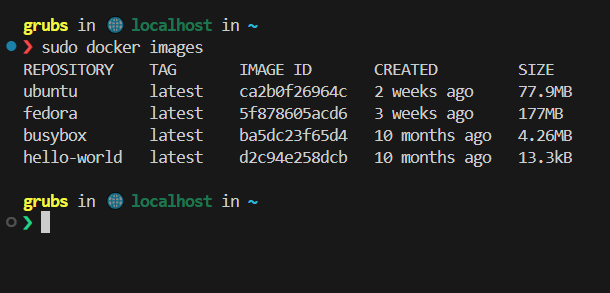 grubs in 🌐 localhost in ~
❯ sudo docker images
REPOSITORY TAG IMAGE ID CREATED SIZE
ubuntu latest ca2b0f26964c 2 weeks ago 77.9MB
fedora latest 5f878605acd6 3 weeks ago 177MB
busybox latest ba5dc23f65d4 10 months ago 4.26MB
hello-world latest d2c94e258dcb 10 months ago 13.3kB
grubs in 🌐 localhost in ~
❯